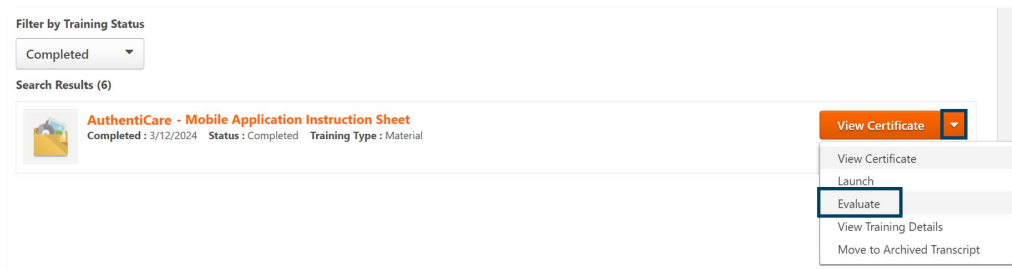 Filter by Training Status
Completed
Search Results (6)
AuthentiCare - Mobile Application Instruction Sheet
Completed : 3/12/2024 Status : Completed Training Type : Material
View Certificate
View Certificate
Launch
Evaluate
View Training Details
Move to Archived Transcript